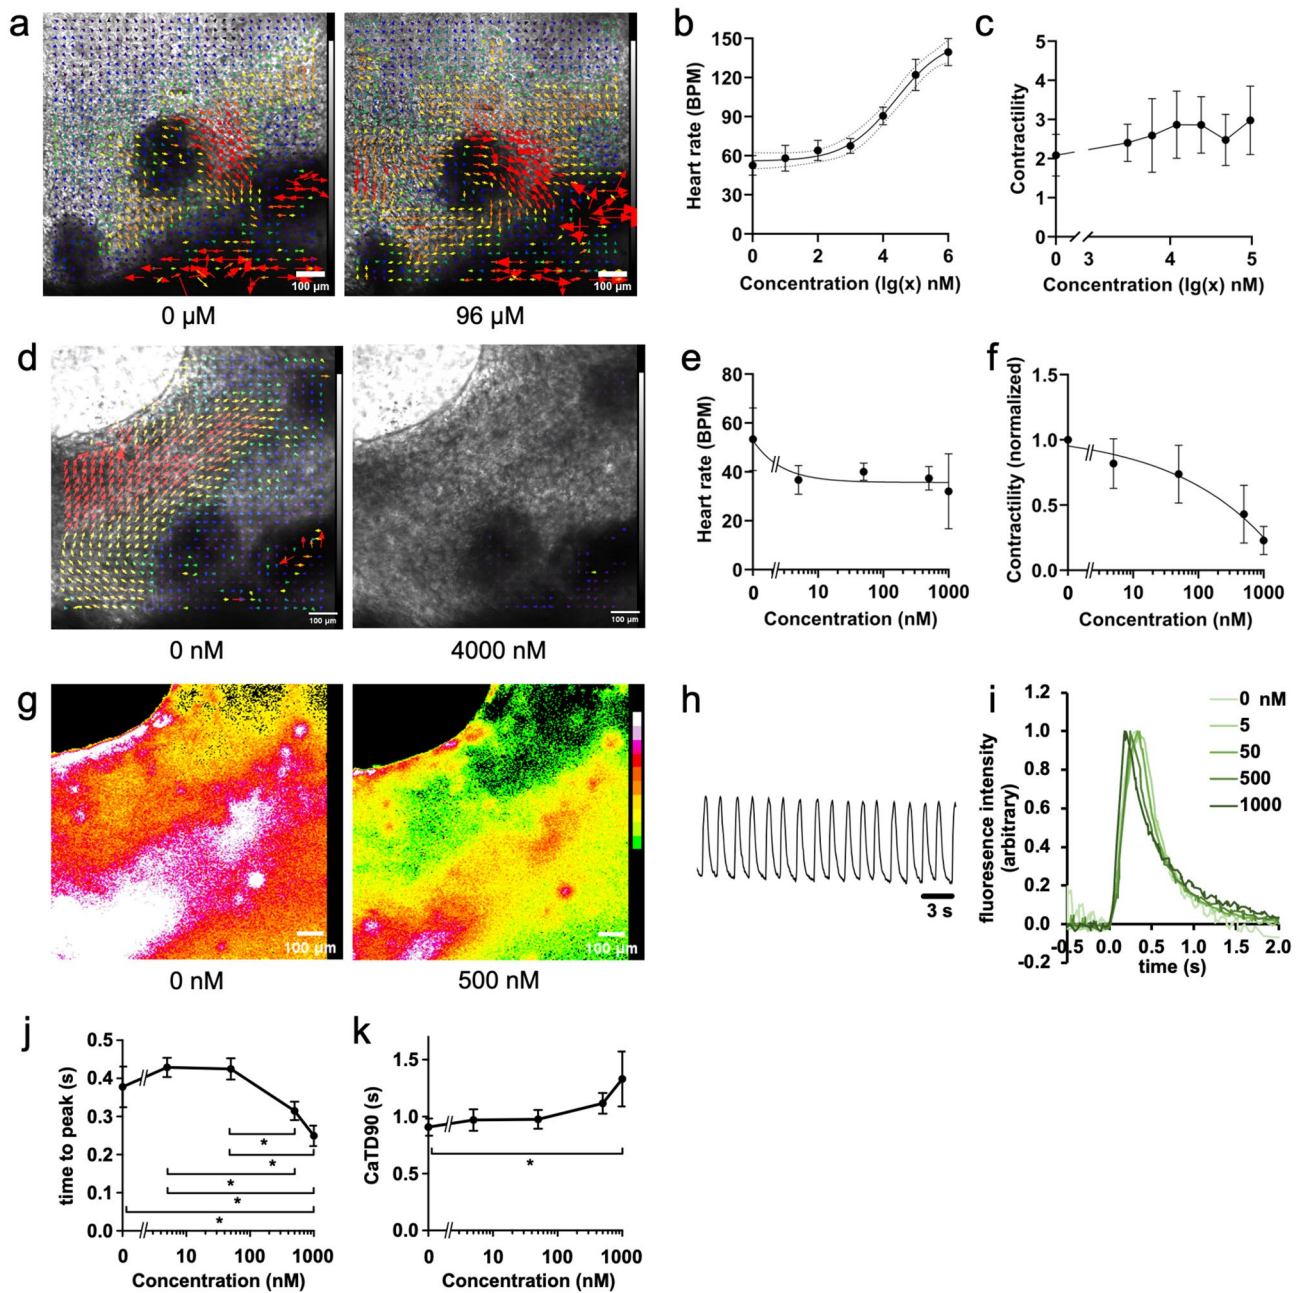 a
100 µm
100 µm
0 µM
96 µM
b
150
120
90
60
30
0
Heart rate (BPM)
0
2
4
6
Concentration (lg(x) nM)
c
5
4
3
2
1
0
Contractility
0
3
4
5
Concentration (lg(x) nM)
d
100 µm
100 µm
0 nM
4000 nM
e
80
60
40
20
0
Heart rate (BPM)
0
10
100
1000
Concentration (nM)
f
1.5
1.0
0.5
0.0
Contractility (normalized)
0
10
100
1000
Concentration (nM)
g
100 µm
100 µm
0 nM
500 nM
h
3 s
i
1.2
1.0
0.8
0.6
0.4
0.2
0.0
-0.2
fluoresence intensity
(arbitrary)
0 nM
5
50
500
1000
-0.5
0.0
0.5
1.0
1.5
2.0
time (s)
j
0.5
0.4
0.3
0.2
0.1
0.0
time to peak (s)
*
*
*
*
*
0
10
100
1000
Concentration (nM)
k
1.5
1.0
0.5
0.0
CaTD90 (s)
*
0
10
100
1000
Concentration (nM)